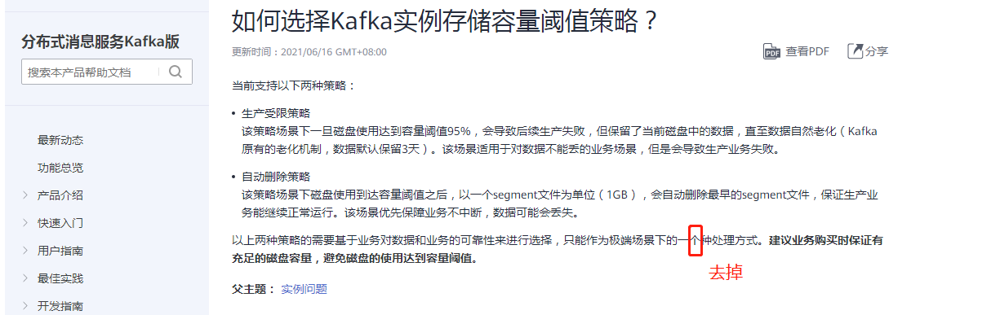 分布式消息服务Kafka版
搜索本产品帮助文档
最新动态
功能总览
产品介绍
快速入门
用户指南
最佳实践
开发指南
如何选择Kafka实例存储容量阈值策略？
更新时间：2021/06/16 GMT+08:00
PDF 查看PDF 分享
当前支持以下两种策略：
• 生产受限策略
该策略场景下一旦磁盘使用达到容量阈值95%，会导致后续生产失败，但保留了当前磁盘中的数据，直至数据自然老化（Kafka
原有的老化机制，数据默认保留3天）。该场景适用于对数据不能丢的业务场景，但是会导致生产业务失败。
• 自动删除策略
该策略场景下磁盘使用到达容量阈值之后，以一个segment文件为单位（1GB），会自动删除最早的segment文件，保证生产业
务能继续正常运行。该场景优先保障业务不中断，数据可能会丢失。
以上两种策略的需要基于业务对数据和业务的可靠性来进行选择，只能作为极端场景下的一个种处理方式。建议业务购买时保证有
充足的磁盘容量，避免磁盘的使用达到容量阈值。
去掉
父主题： 实例问题